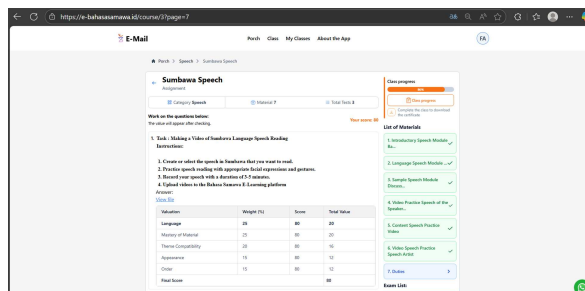 https://e-bahasasamawa.id/course/3?page=7
E-Mail
Porch Class My Classes About the App
FA
Porch > Speech > Sumbawa Speech
Sumbawa Speech
Assignment
Category Speech
Material 7
Total Tests 3
Work on the questions below:
The value will appear after checking.
Your score: 80
1. Task : Making a Video of Sumbawa Language Speech Reading
Instructions:
1. Create or select the speech in Sumbawa that you want to read.
2. Practice speech reading with appropriate facial expressions and gestures.
3. Record your speech with a duration of 3-5 minutes.
4. Upload videos to the Bahasa Samawa E-Learning platform
Answer:
View file
Valuation Weight (%) Score Total Value
Language 25 80 20
Mastery of Material 25 80 20
Theme Compatibility 20 80 16
Appearance 15 80 12
Order 15 80 12
Final Score 80
Class progress
Class progress
Complete the class to download
the certificate.
List of Materials
1. Introductory Speech Module
Ba...
2. Language Speech Module ...
3. Sample Speech Module
Discuss...
4. Video Practice Speech of the
Speaker...
5. Content Speech Practice
Video
6. Video Speech Practice
Speech Artist
7. Duties
Exam List: